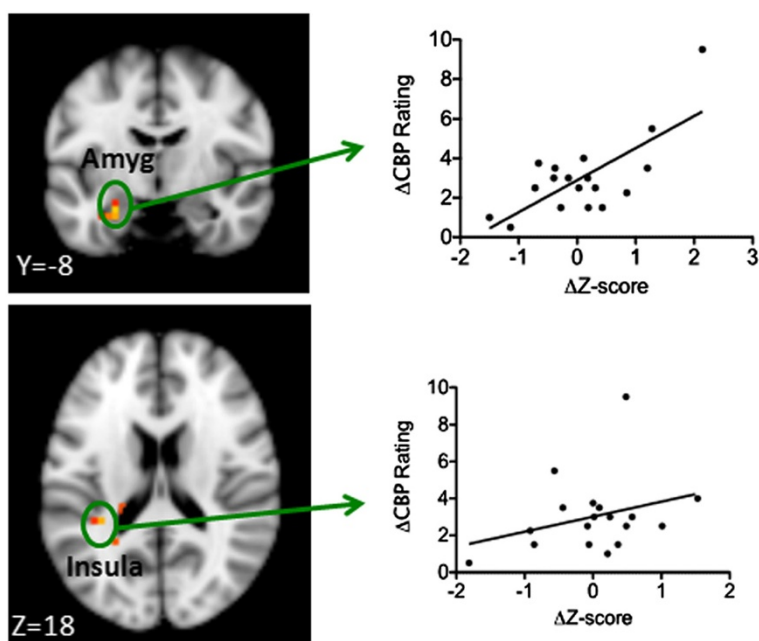 Amyg
Y=-8
10
8
6
4
2
0
-2 -1 0 1 2 3
ΔCBP Rating
ΔZ-score
Insula
Z=18
10
8
6
4
2
0
-2 -1 0 1 2
ΔCBP Rating
ΔZ-score